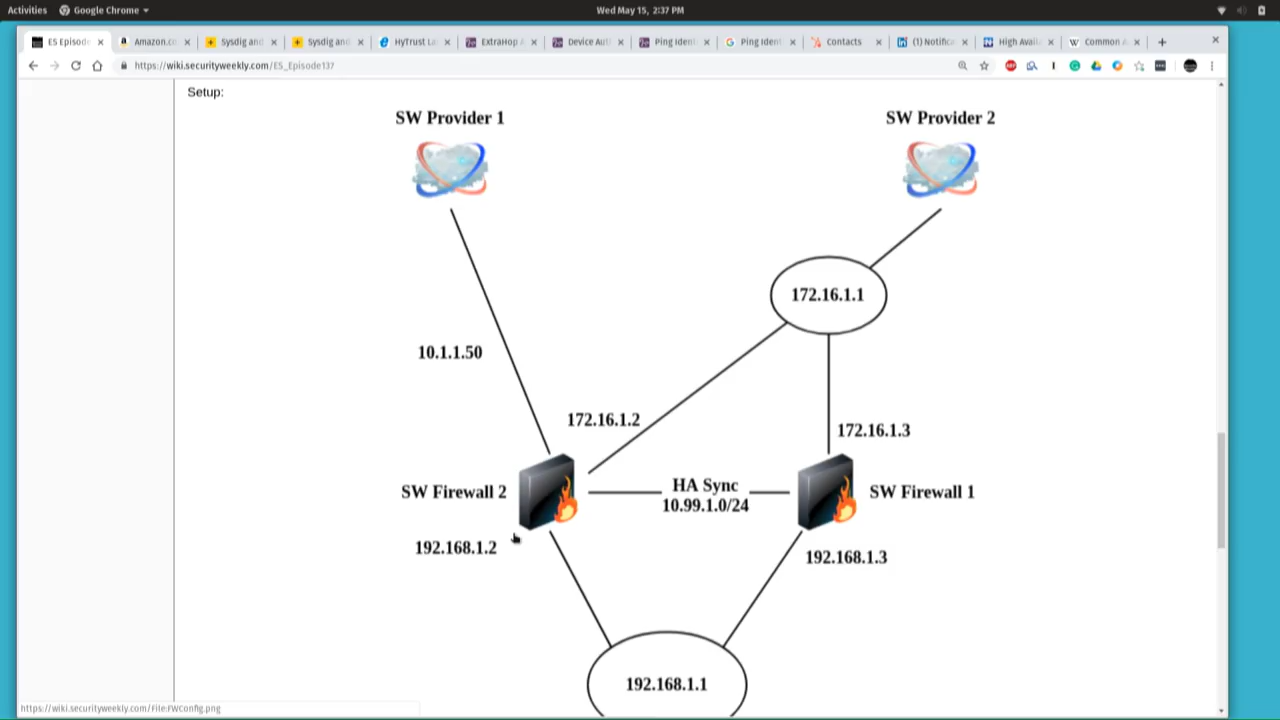 Activities
Google Chrome
Wed May 15, 2:37 PM
ES Episode
Amazon.co
Sysdig and
Sysdig and
HyTrust La
ExtraHop A
Device Aut
Ping Ident
Ping Ident
Contacts
(1) Notifica
High Avail
Common A
https://wiki.securityweekly.com/ES_Episode137
Setup:
SW Provider 1
SW Provider 2
172.16.1.1
10.1.1.50
172.16.1.2
172.16.1.3
SW Firewall 2
HA Sync
10.99.1.0/24
SW Firewall 1
192.168.1.2
192.168.1.3
192.168.1.1
https://wiki.securityweekly.com/File:FWConfig.png